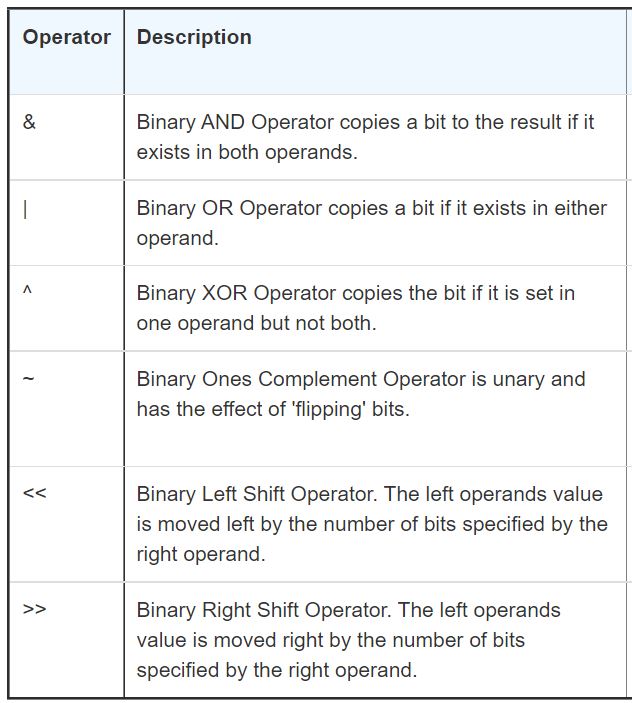 Operator Description
& Binary AND Operator copies a bit to the result if it
exists in both operands.
| Binary OR Operator copies a bit if it exists in either
operand.
^ Binary XOR Operator copies the bit if it is set in
one operand but not both.
~ Binary Ones Complement Operator is unary and
has the effect of 'flipping' bits.
<< Binary Left Shift Operator. The left operands value
is moved left by the number of bits specified by the
right operand.
>> Binary Right Shift Operator. The left operands
value is moved right by the number of bits
specified by the right operand.